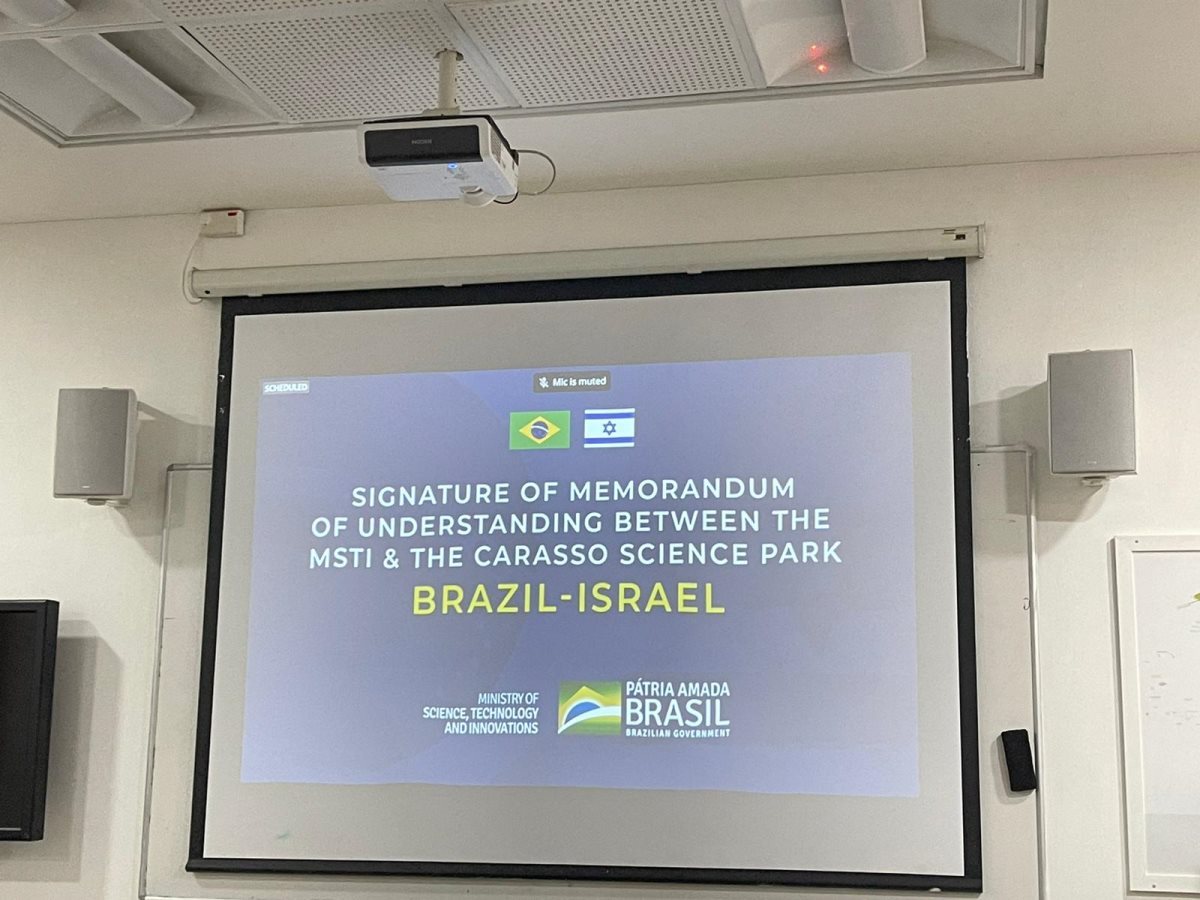 RICOH
SCHEDULED
Mic is muted
SIGNATURE OF MEMORANDUM
OF UNDERSTANDING BETWEEN THE
MSTI & THE CARASSO SCIENCE PARK
BRAZIL-ISRAEL
MINISTRY OF
SCIENCE, TECHNOLOGY
AND INNOVATIONS
PÁTRIA AMADA
BRASIL
BRAZILIAN GOVERNMENT